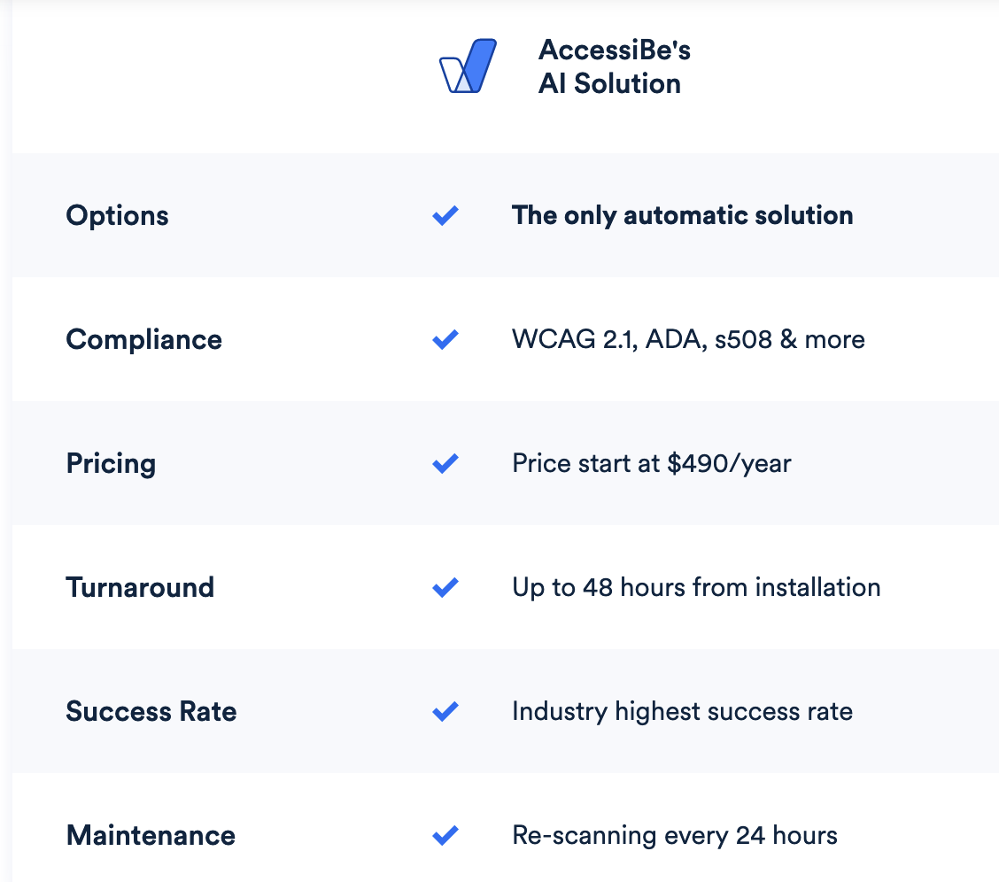 AccessiBe's
AI Solution
Options The only automatic solution
Compliance WCAG 2.1, ADA, s508 & more
Pricing Price start at $490/year
Turnaround Up to 48 hours from installation
Success Rate Industry highest success rate
Maintenance Re-scanning every 24 hours